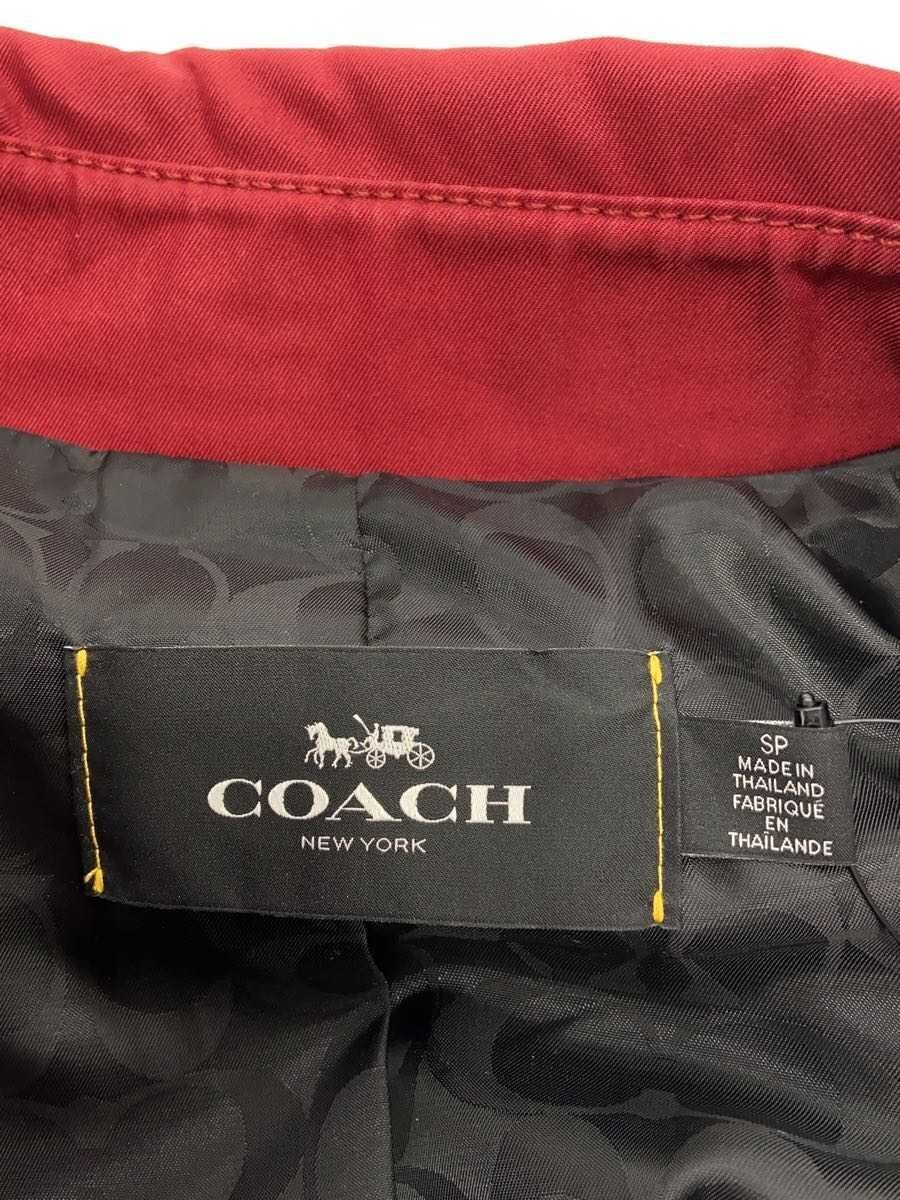 COACH
NEW YORK
SP
MADE IN
THAILAND
FABRIQUÉ
EN
THAÏLANDE